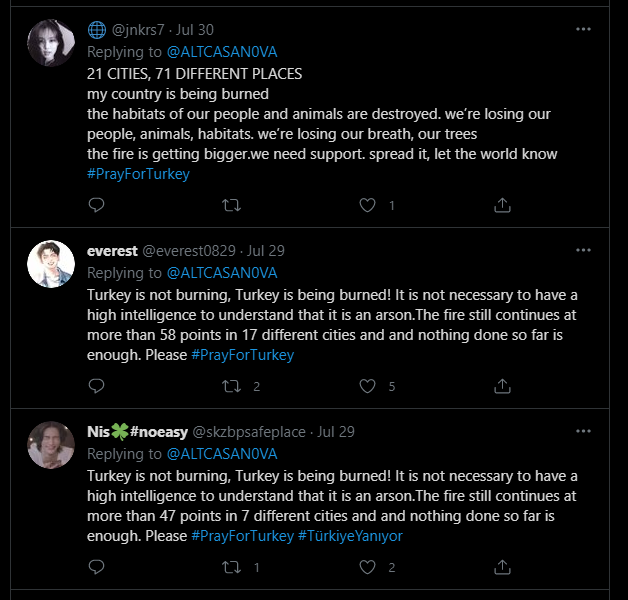 🌐 @jnkrs7 · Jul 30
Replying to @ALTCASAN0VA
21 CITIES, 71 DIFFERENT PLACES
my country is being burned
the habitats of our people and animals are destroyed. we’re losing our
people, animals, habitats. we’re losing our breath, our trees
the fire is getting bigger.we need support. spread it, let the world know
#PrayForTurkey
1
everest @everest0829 · Jul 29
Replying to @ALTCASAN0VA
Turkey is not burning, Turkey is being burned! It is not necessary to have a
high intelligence to understand that it is an arson.The fire still continues at
more than 58 points in 17 different cities and and nothing done so far is
enough. Please #PrayForTurkey
2 5
Nis🍀#noeasy @skzbpsafeplace · Jul 29
Replying to @ALTCASAN0VA
Turkey is not burning, Turkey is being burned! It is not necessary to have a
high intelligence to understand that it is an arson.The fire still continues at
more than 47 points in 7 different cities and and nothing done so far is
enough. Please #PrayForTurkey #TürkiyeYanıyor
1 2